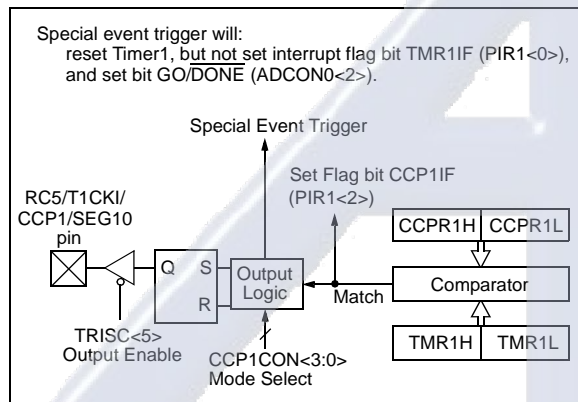 Special event trigger will:
reset Timer1, but not set interrupt flag bit TMR1IF (PIR1<0>),
and set bit GO/DONE (ADCON0<2>).
Special Event Trigger
Set Flag bit CCP1IF
(PIR1<2>)
RC5/T1CKI/
CCP1/SEG10
pin
CCPR1H CCPR1L
Q S
R
Output
Logic
Match
Comparator
TRISC<5>
Output Enable
CCP1CON<3:0>
Mode Select
TMR1H TMR1L